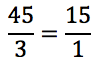 45/3 = 15/1